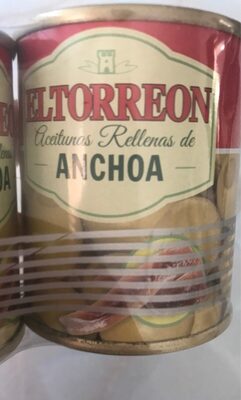 ELTORREON
Aceitunas Rellenas de
ANCHOA